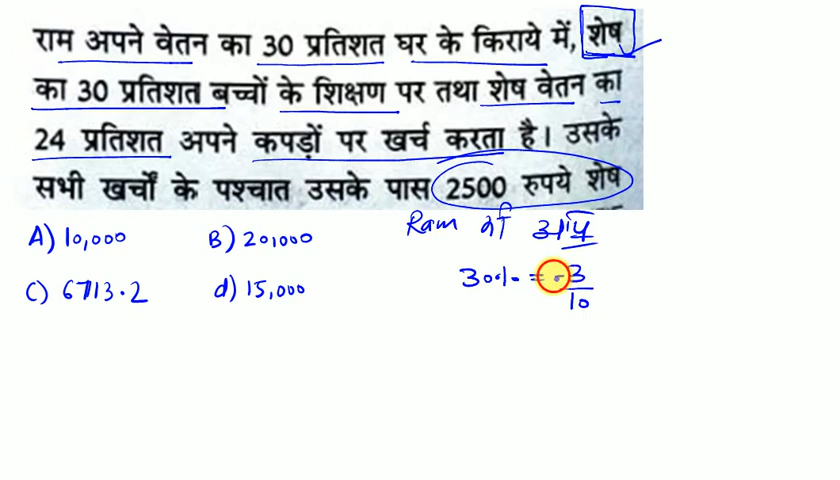 राम अपने वेतन का 30 प्रतिशत घर के किराये में, शेष
का 30 प्रतिशत बच्चों के शिक्षण पर तथा शेष वेतन का
24 प्रतिशत अपने कपड़ों पर खर्च करता है। उसके
सभी खर्चों के पश्चात उसके पास 2500 रुपये शेष
Ram की आय
A) 10,000 B) 20,000
30% = 3/10
C) 6713.2 d) 15,000